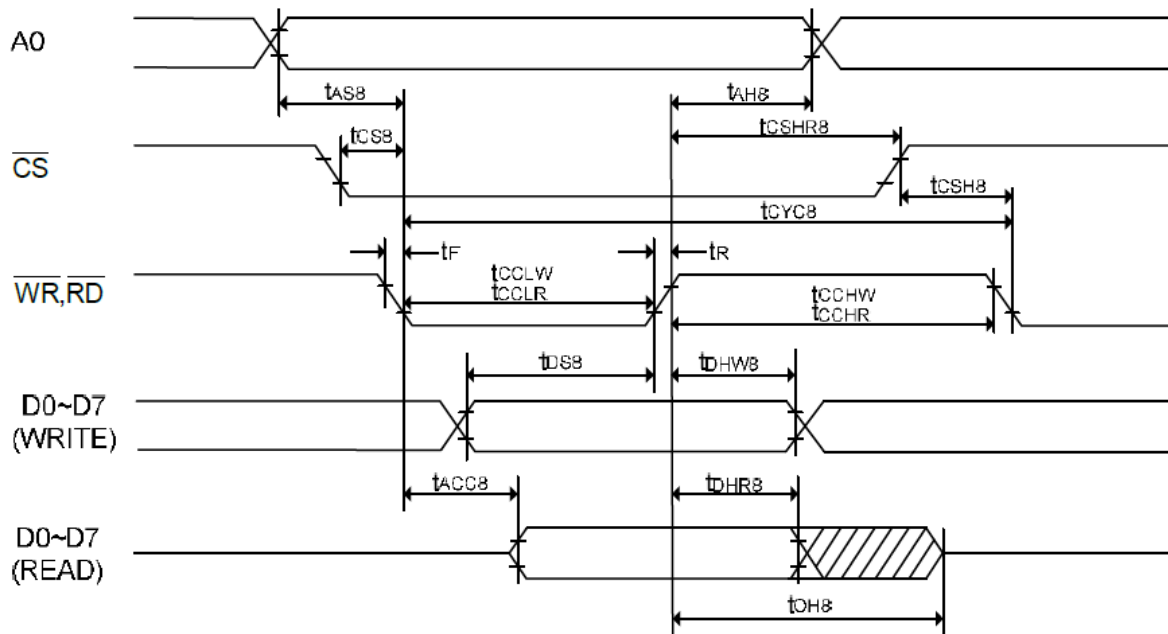 A0
tAS8
tAH8
tCSHR8
tCS8
CS
tCSH8
tCYC8
tF
tR
WR,RD
tCCLW
tCCLR
tCCHW
tCCHR
tDS8
tDHW8
D0~D7
(WRITE)
tACC8
tDHR8
D0~D7
(READ)
tOH8